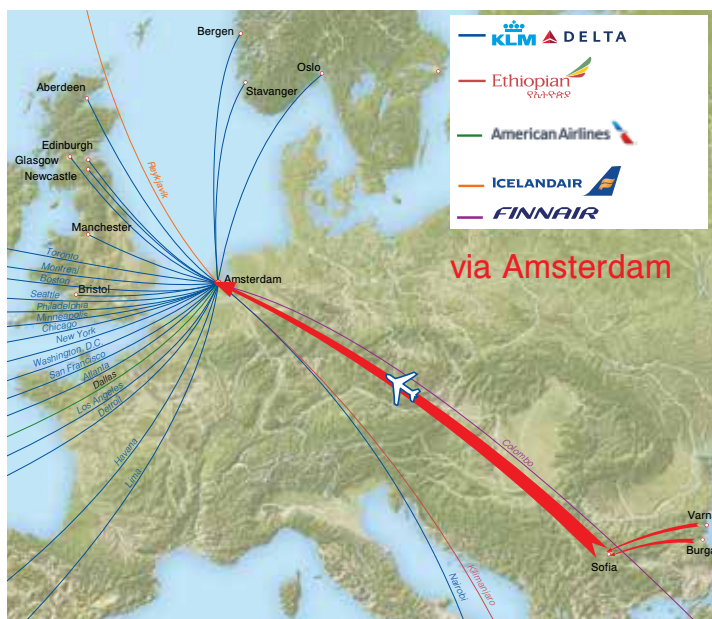 KLM DELTA
Ethiopian
የኢትዮጵያ
American Airlines
ICELANDAIR
FINNAIR
via Amsterdam
Bergen
Oslo
Stavanger
Aberdeen
Edinburgh
Glasgow
Newcastle
Reykjavik
Manchester
Toronto
Montreal
Boston
Amsterdam
Seattle
Bristol
Philadelphia
Minneapolis
Chicago
New York
Washington, D.C.
San Francisco
Atlanta
Dallas
Los Angeles
Detroit
Havana
Lima
Colombo
Varn
Burga
Sofia
Nairobi
Kilimanjaro